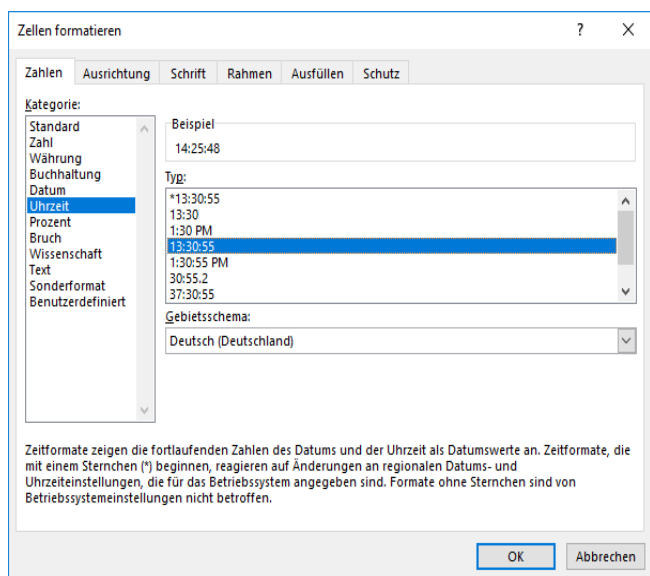 Zellen formatieren
?
X
Zahlen
Ausrichtung
Schrift
Rahmen
Ausfüllen
Schutz
Kategorie:
Standard
Zahl
Währung
Buchhaltung
Datum
Uhrzeit
Prozent
Bruch
Wissenschaft
Text
Sonderformat
Benutzerdefiniert
Beispiel
14:25:48
Typ:
*13:30:55
13:30
1:30 PM
13:30:55
1:30:55 PM
30:55.2
37:30:55
Gebietsschema:
Deutsch (Deutschland)
Zeitformate zeigen die fortlaufenden Zahlen des Datums und der Uhrzeit als Datumswerte an. Zeitformate, die
mit einem Sternchen (*) beginnen, reagieren auf Änderungen an regionalen Datums- und
Uhrzeiteinstellungen, die für das Betriebssystem angegeben sind. Formate ohne Sternchen sind von
Betriebssystemeinstellungen nicht betroffen.
OK
Abbrechen